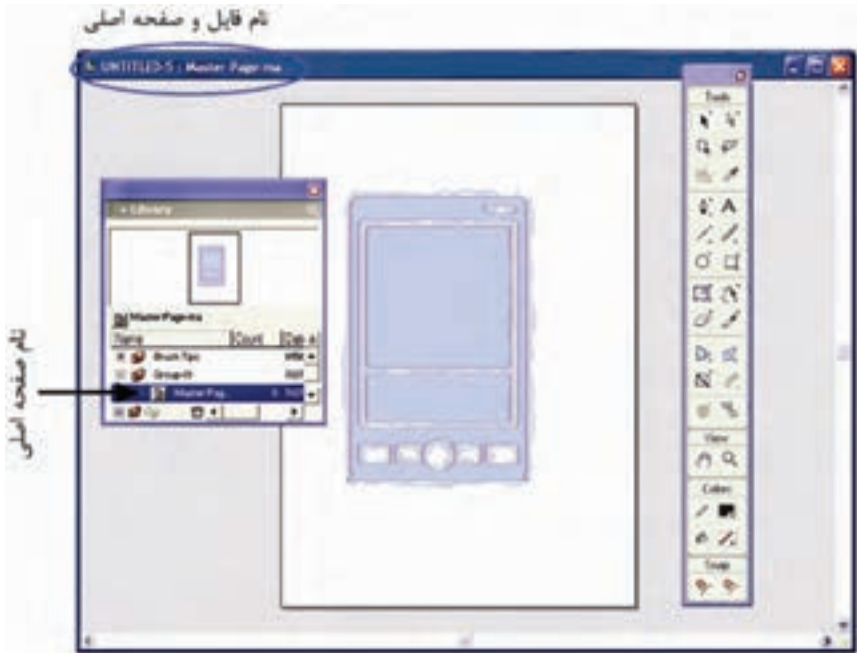 نام فایل و صفحه اصلی
UNTITLED-5 : Master Page-ma
Tools
Library
MasterPage-ma
Name Count
Brush Tips
Group-0
Master Pag...
نام صفحه اصلی
View
Colors
Snap